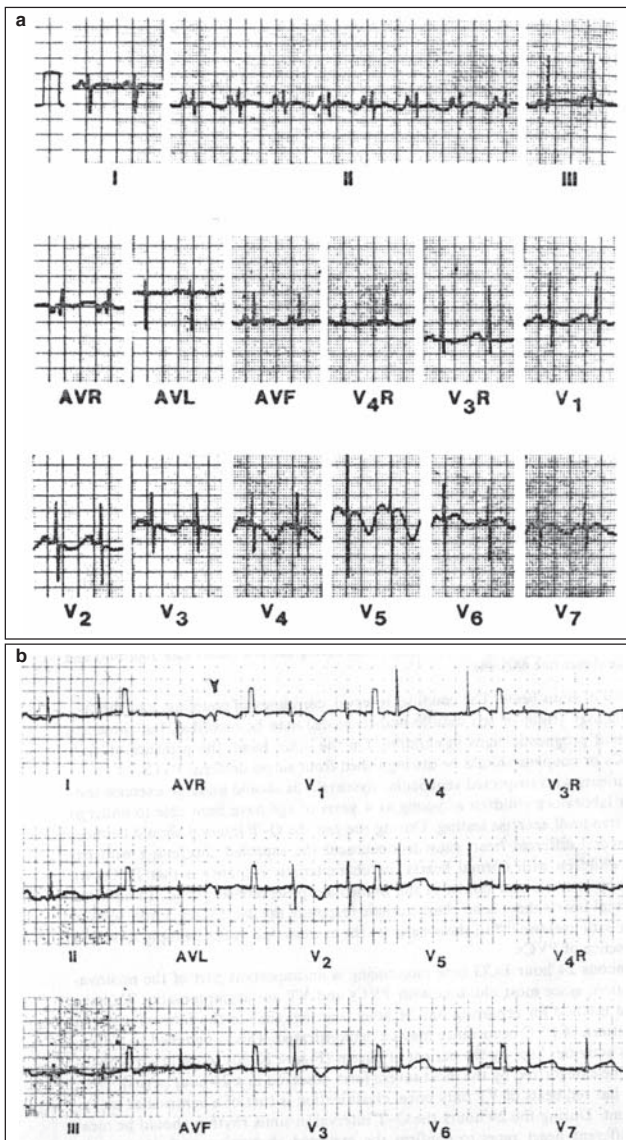 a
I II III
AVR AVL AVF V4R V3R V1
V2 V3 V4 V5 V6 V7
b
I AVR V1 V4 V3R
II AVL V2 V5 V4R
III AVF V3 V6 V7